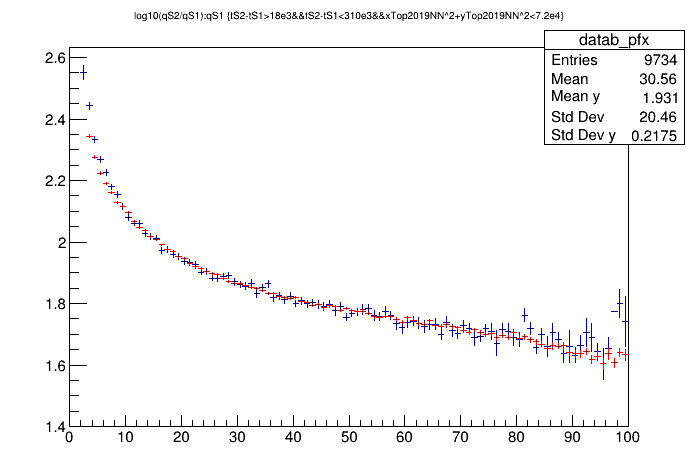 log10(qS2/qS1):qS1 {tS2-tS1>18e3&&tS2-tS1<310e3&&xTop2019NN^2+yTop2019NN^2<7.2e4}
datab_pfx
Entries 9734
Mean 30.56
Mean y 1.931
Std Dev 20.46
Std Dev y 0.2175
2.6
2.4
2.2
2
1.8
1.6
1.4
0 10 20 30 40 50 60 70 80 90 100